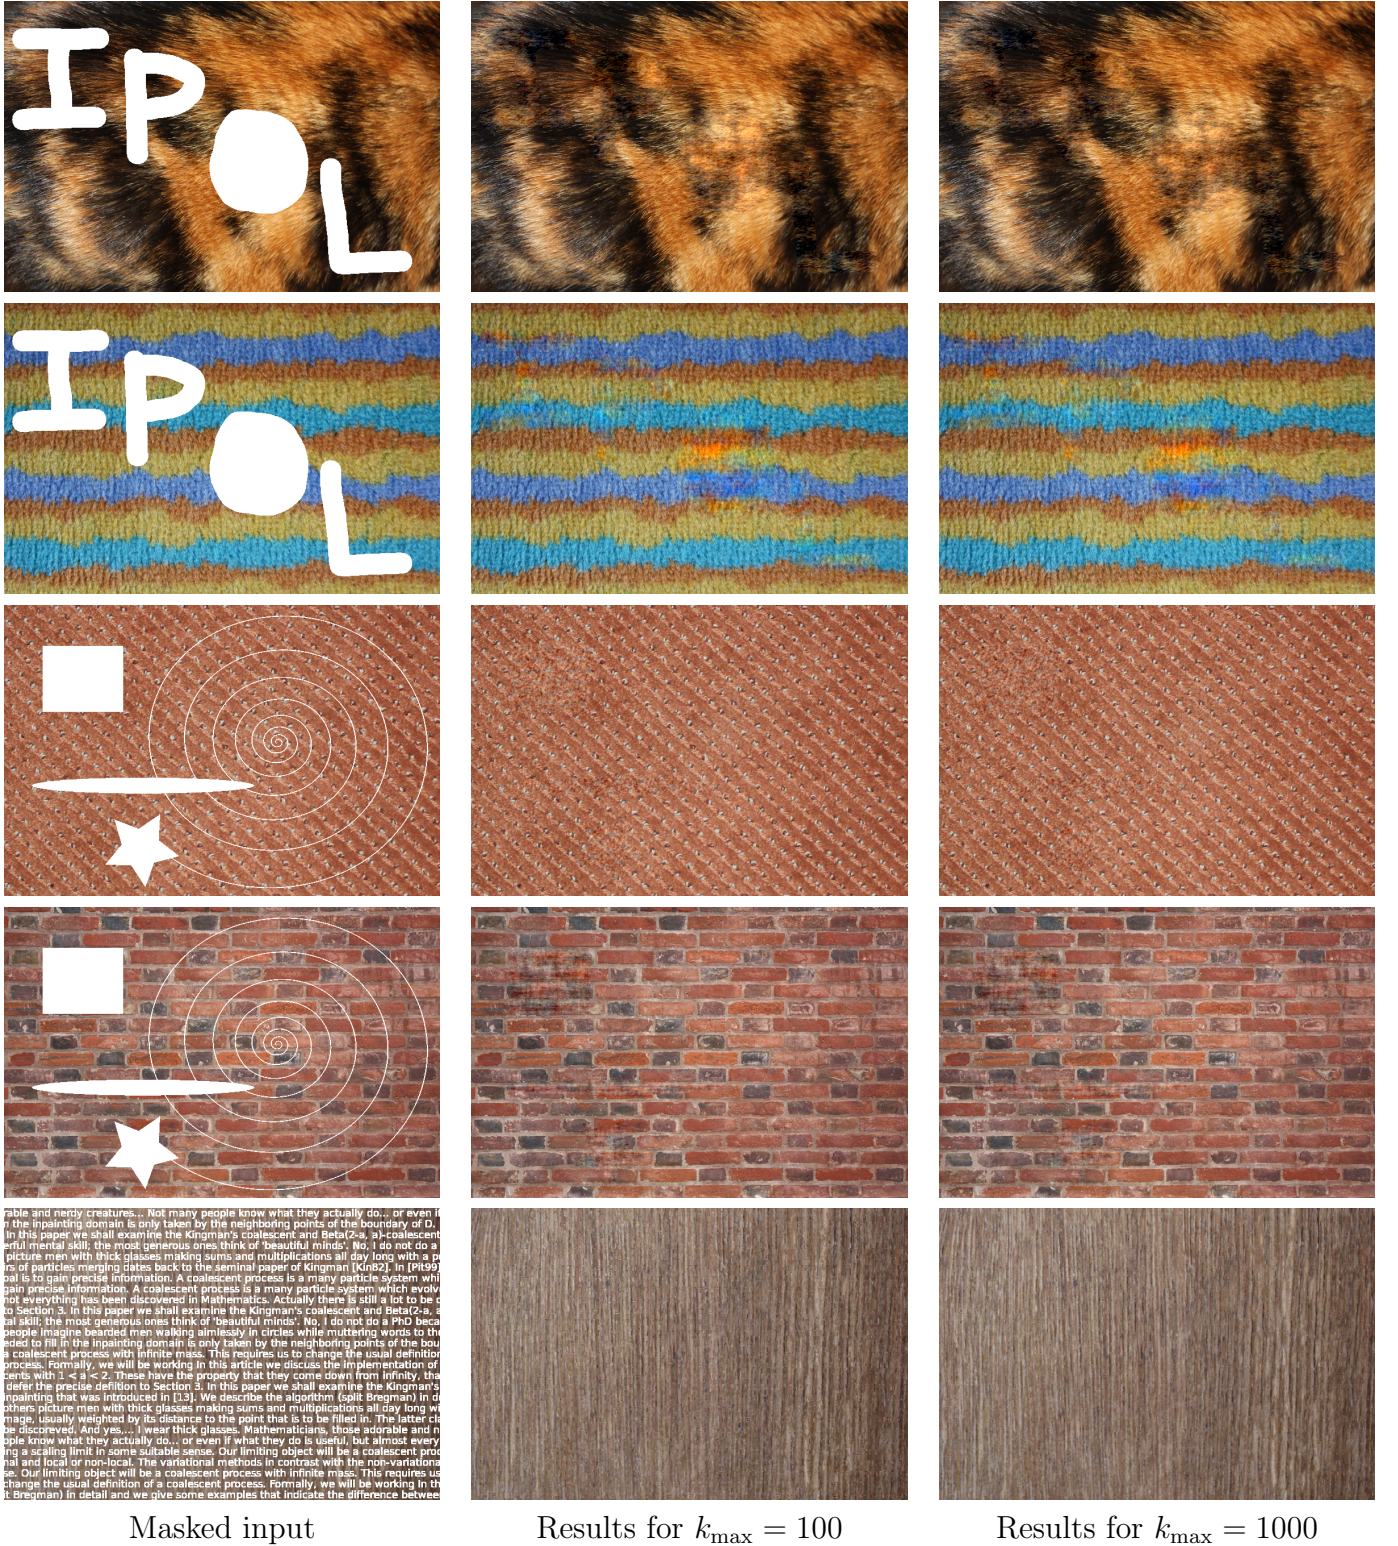 IPOL
IPOL
rable and nerdy creatures... Not many people know what they actually do... or even if
n the inpainting domain is only taken by the neighboring points of the boundary of D.
In this paper we shall examine the Kingman's coalescent and Beta(2-a, a)-coalescent
erful mental skill; the most generous ones think of 'beautiful minds'. No, I do not do a
picture men with thick glasses making sums and multiplications all day long with a pe
irs of particles merging dates back to the seminal paper of Kingman [Kin82]. In [Pit99]
oal is to gain precise information. A coalescent process is a many particle system whi
gain precise information. A coalescent process is a many particle system which evolve
not everything has been discovered in Mathematics. Actually there is still a lot to be d
to Section 3. In this paper we shall examine the Kingman's coalescent and Beta(2-a, a
tal skill; the most generous ones think of 'beautiful minds'. No, I do not do a PhD beca
people imagine bearded men walking aimlessly in circles while muttering words to the
eded to fill in the inpainting domain is only taken by the neighboring points of the bou
a coalescent process with infinite mass. This requires us to change the usual definition
process. Formally, we will be working In this article we discuss the implementation of
cents with 1 < a < 2. These have the property that they come down from infinity, tha
defer the precise defiition to Section 3. In this paper we shall examine the Kingman's
inpainting that was introduced in [13]. We describe the algorithm (split Bregman) in d
others picture men with thick glasses making sums and multiplications all day long wi
mage, usually weighted by its distance to the point that is to be filled in. The latter cla
be discoreved. And yes,... I wear thick glasses. Mathematicians, those adorable and n
ople know what they actually do... or even if what they do is useful, but almost every
ing a scaling limit in some suitable sense. Our limiting object will be a coalescent proc
nal and local or non-local. The variational methods in contrast with the non-variationa
se. Our limiting object will be a coalescent process with infinite mass. This requires us
change the usual definition of a coalescent process. Formally, we will be working In th
it Bregman) in detail and we give some examples that indicate the difference betwee
Masked input
Results for k_max = 100
Results for k_max = 1000